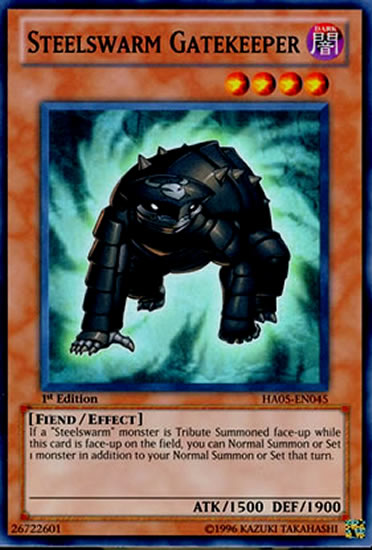 STEELSWARM GATEKEEPER
DARK
闇
1st Edition
HA05-EN045
[FIEND / EFFECT]
If a "Steelswarm" monster is Tribute Summoned face-up while
this card is face-up on the field, you can Normal Summon or Set
1 monster in addition to your Normal Summon or Set that turn.
ATK/1500 DEF/1900
26722601
©1996 KAZUKI TAKAHASHI